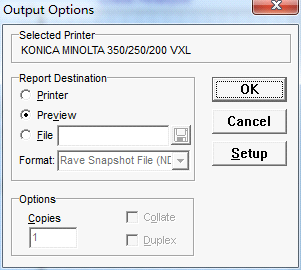 Output Options
Selected Printer
KONICA MINOLTA 350/250/200 VXL
Report Destination
Printer
Preview
File
Format: Rave Snapshot File (ND
OK
Cancel
Setup
Options
Copies
1
Collate
Duplex